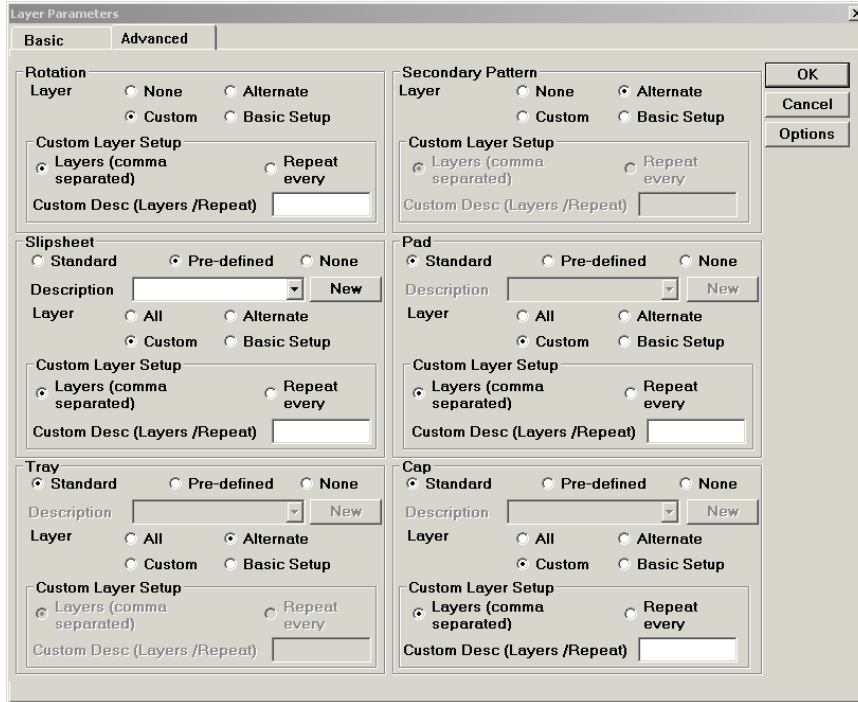 Layer Parameters
Basic Advanced
Rotation
Layer None Alternate
Custom Basic Setup
Custom Layer Setup
Layers (comma separated) Repeat every
Custom Desc (Layers /Repeat)
Secondary Pattern
Layer None Alternate
Custom Basic Setup
Custom Layer Setup
Layers (comma separated) Repeat every
Custom Desc (Layers /Repeat)
OK
Cancel
Options
Slipsheet
Standard Pre-defined None
Description New
Layer All Alternate
Custom Basic Setup
Custom Layer Setup
Layers (comma separated) Repeat every
Custom Desc (Layers /Repeat)
Pad
Standard Pre-defined None
Description New
Layer All Alternate
Custom Basic Setup
Custom Layer Setup
Layers (comma separated) Repeat every
Custom Desc (Layers /Repeat)
Tray
Standard Pre-defined None
Description New
Layer All Alternate
Custom Basic Setup
Custom Layer Setup
Layers (comma separated) Repeat every
Custom Desc (Layers /Repeat)
Cap
Standard Pre-defined None
Description New
Layer All Alternate
Custom Basic Setup
Custom Layer Setup
Layers (comma separated) Repeat every
Custom Desc (Layers /Repeat)